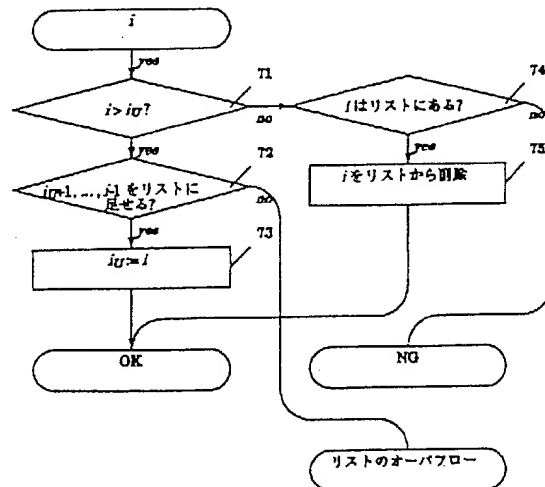 i
yes
71
i>iU?
no
74
iはリストにある?
no
yes
72
iU+1, ..., i-1 をリストに
足せる?
no
yes
75
iをリストから削除
yes
73
iU:=i
OK
NG
リストのオーバフロー